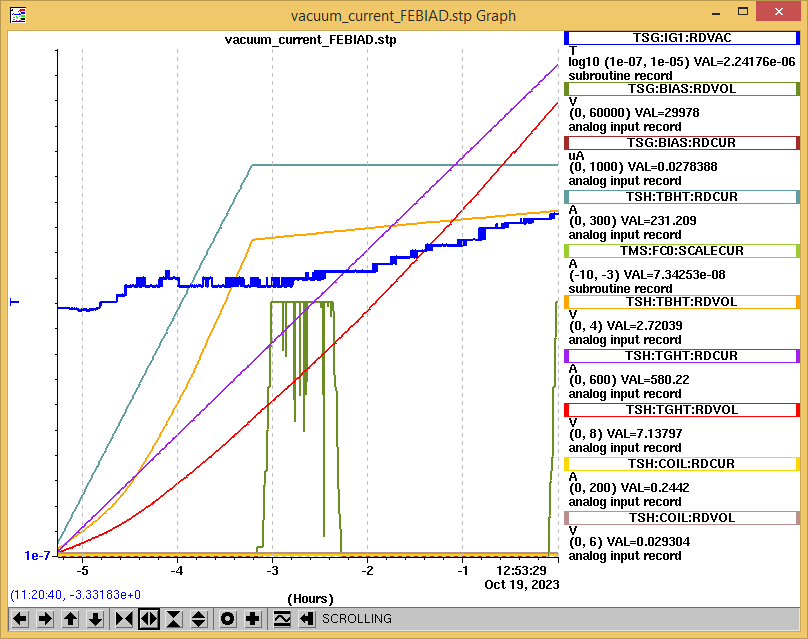 vacuum_current_FEBIAD.stp Graph
vacuum_current_FEBIAD.stp
1e-7
-5
-4
-3
-2
-1
12:53:29
Oct 19, 2023
(11:20:40, -3.33183e+0
(Hours)
TSG:IG1:RDVAC
T
log10 (1e-07, 1e-05) VAL=2.24176e-06
subroutine record
TSG:BIAS:RDVOL
V
(0, 60000) VAL=29978
analog input record
TSG:BIAS:RDCUR
uA
(0, 1000) VAL=0.0278388
analog input record
TSH:TBHT:RDCUR
A
(0, 300) VAL=231.209
analog input record
TMS:FC0:SCALECUR
A
(-10, -3) VAL=7.34253e-08
subroutine record
TSH:TBHT:RDVOL
V
(0, 4) VAL=2.72039
analog input record
TSH:TGHT:RDCUR
A
(0, 600) VAL=580.22
analog input record
TSH:TGHT:RDVOL
V
(0, 8) VAL=7.13797
analog input record
TSH:COIL:RDCUR
A
(0, 200) VAL=0.2442
analog input record
TSH:COIL:RDVOL
V
(0, 6) VAL=0.029304
analog input record
SCROLLING